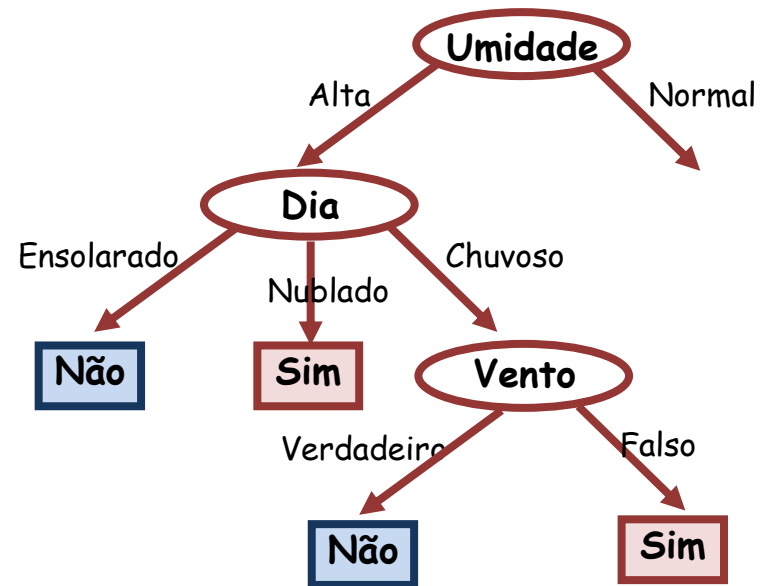 Umidade
Alta
Normal
Dia
Ensolarado
Chuvoso
Nublado
Não
Sim
Vento
Verdadeiro
Falso
Não
Sim